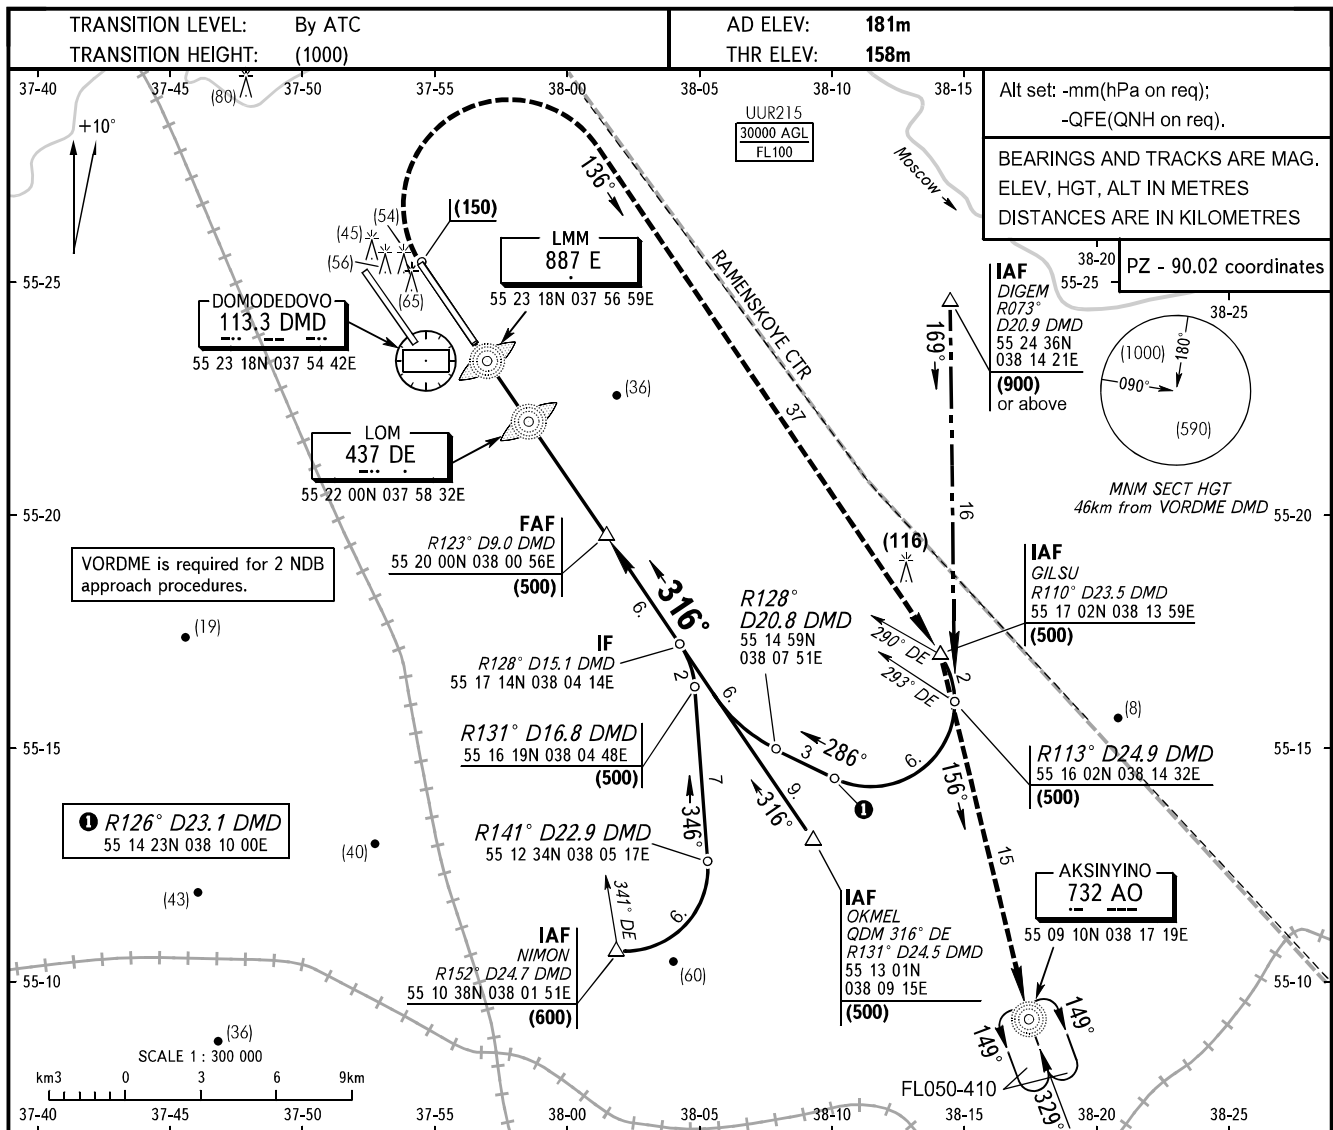 TRANSITION LEVEL: By ATC
TRANSITION HEIGHT: (1000)
AD ELEV: 181m
THR ELEV: 158m
37-40 37-45 37-50 37-55 38-00 38-05 38-10 38-15
Alt set: -mm(hPa on req);
-QFE(QNH on req).
BEARINGS AND TRACKS ARE MAG.
ELEV, HGT, ALT IN METRES
DISTANCES ARE IN KILOMETRES
PZ - 90.02 coordinates
38-20
55-25
38-25
(80)
+10°
UUR215
30000 AGL
FL100
Moscow
136°
(150)
(54)
(45)
(56)
(65)
LMM
887 E
55 23 18N 037 56 59E
RAMENSKOYE CTR
55-25
DOMODEDOVO
113.3 DMD
55 23 18N 037 54 42E
IAF
DIGEM
R073°
D20.9 DMD
55 24 36N
038 14 21E
(900)
or above
169°
(1000)
180°
090°
(590)
MNM SECT HGT
46km from VORDME DMD
(36)
37
LOM
437 DE
55 22 00N 037 58 32E
16
55-20
55-20
FAF
R123° D9.0 DMD
55 20 00N 038 00 56E
(500)
(116)
IAF
GILSU
R110° D23.5 DMD
55 17 02N 038 13 59E
(500)
VORDME is required for 2 NDB
approach procedures.
6.
316°
R128°
D20.8 DMD
55 14 59N
038 07 51E
290° DE
293° DE
2
(19)
IF
R128° D15.1 DMD
55 17 14N 038 04 14E
2
6.
(8)
R131° D16.8 DMD
55 16 19N 038 04 48E
(500)
R113° D24.9 DMD
55 16 02N 038 14 32E
(500)
55-15
55-15
3
286°
6.
156°
7
9.
1
1 R126° D23.1 DMD
55 14 23N 038 10 00E
346°
316°
R141° D22.9 DMD
55 12 34N 038 05 17E
15
(40)
(43)
AKSINYINO
732 AO
55 09 10N 038 17 19E
341° DE
6.
IAF
OKMEL
QDM 316° DE
R131° D24.5 DMD
55 13 01N
038 09 15E
(500)
IAF
NIMON
R152° D24.7 DMD
55 10 38N 038 01 51E
(600)
(60)
55-10
55-10
(36)
149°
149°
FL050-410
329°
SCALE 1 : 300 000
km3 0 3 6 9km
37-40 37-45 37-50 37-55 38-00 38-05 38-10 38-15 38-20 38-25